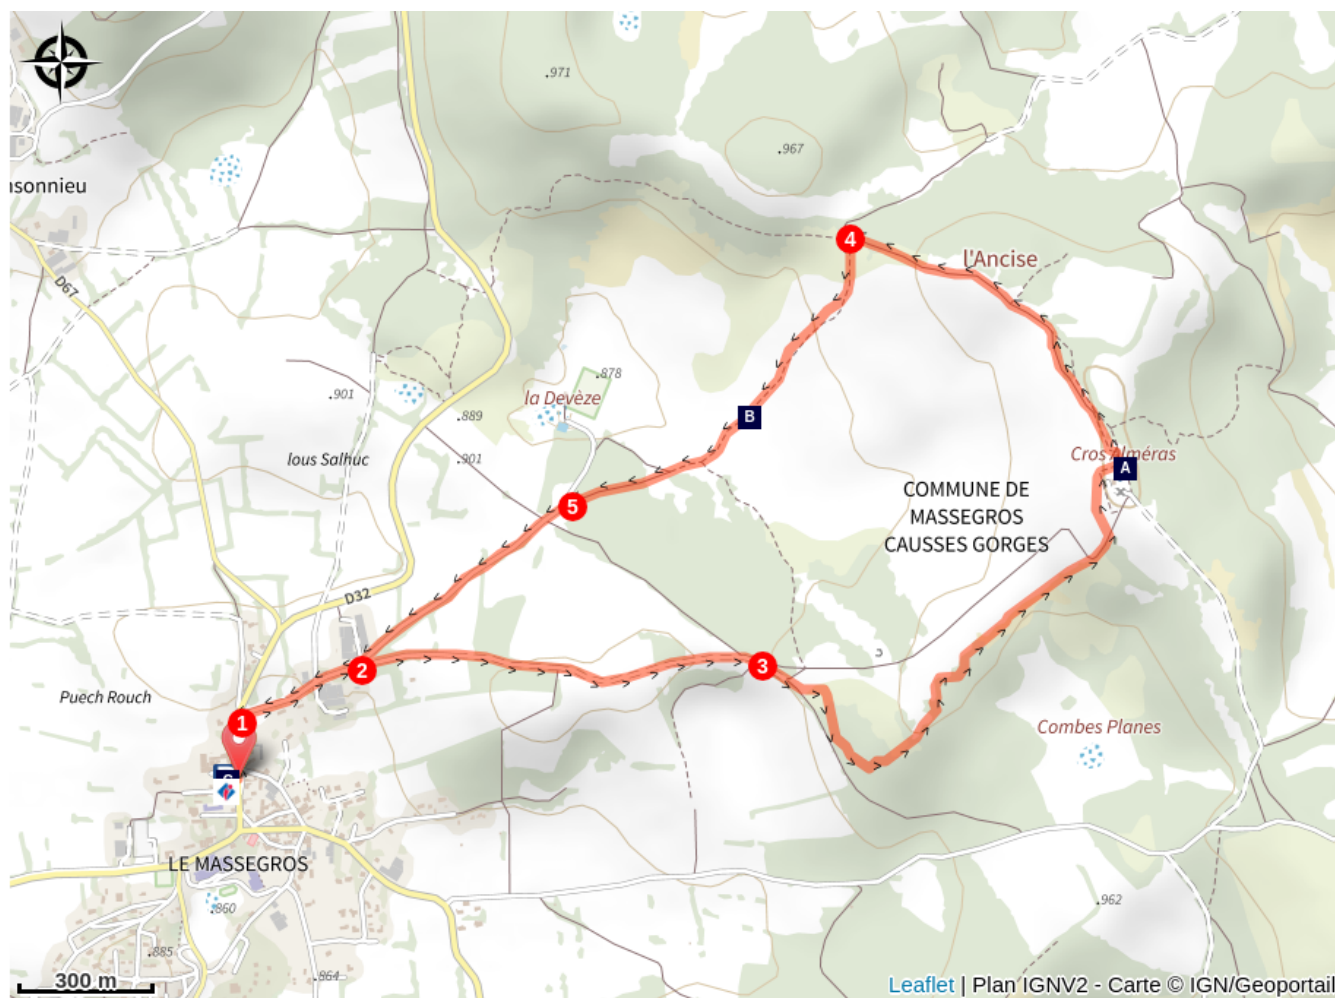 .971
.967
nsonnieu
4
l'Ancise
D67
.878
la Devèze
.901
.889
B
lous Salhuc
.901
Cros Alméras
A
COMMUNE DE
MASSEGROS
CAUSSES GORGES
5
D32
2
3
Puech Rouch
1
Combes Planes
LE MASSEGROS
.860
.962
.885
.864
300 m
Leaflet | Plan IGNV2 - Carte © IGN/Geoportail